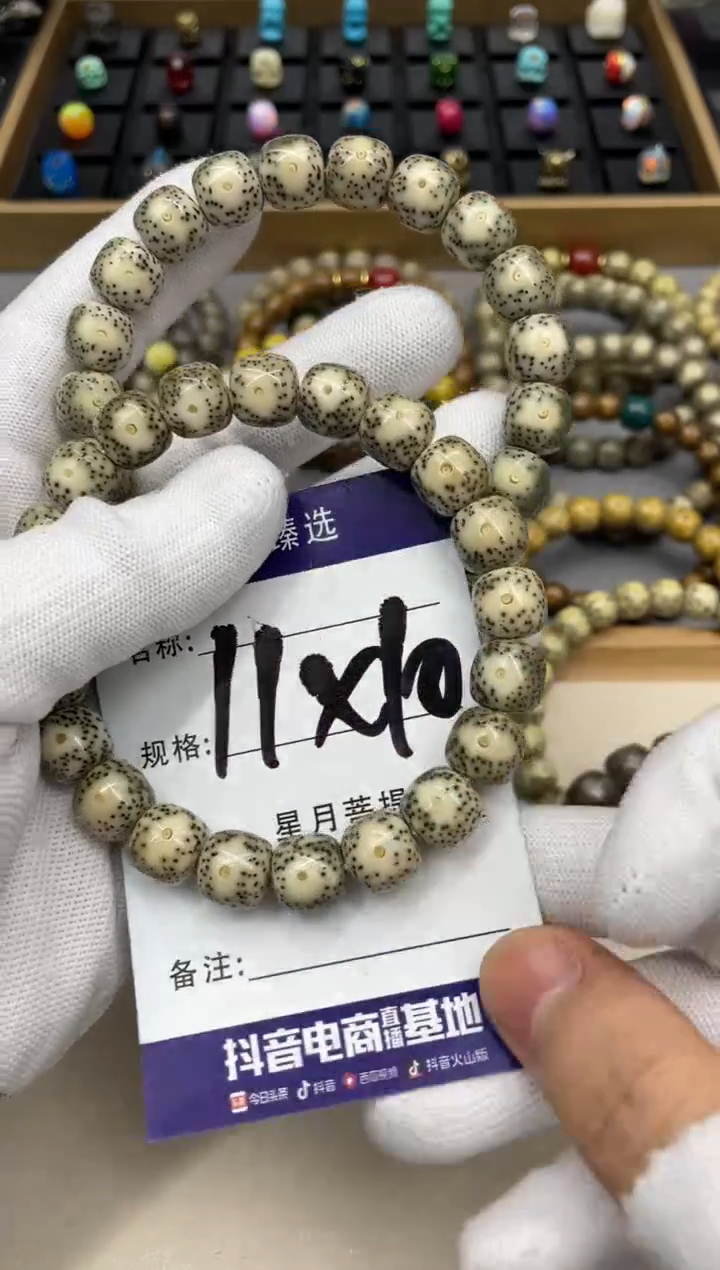 臻选
名称:
规格: 11x10
星月菩提
备注:
抖音电商直播基地
今日头条 抖音 西瓜视频 抖音火山版